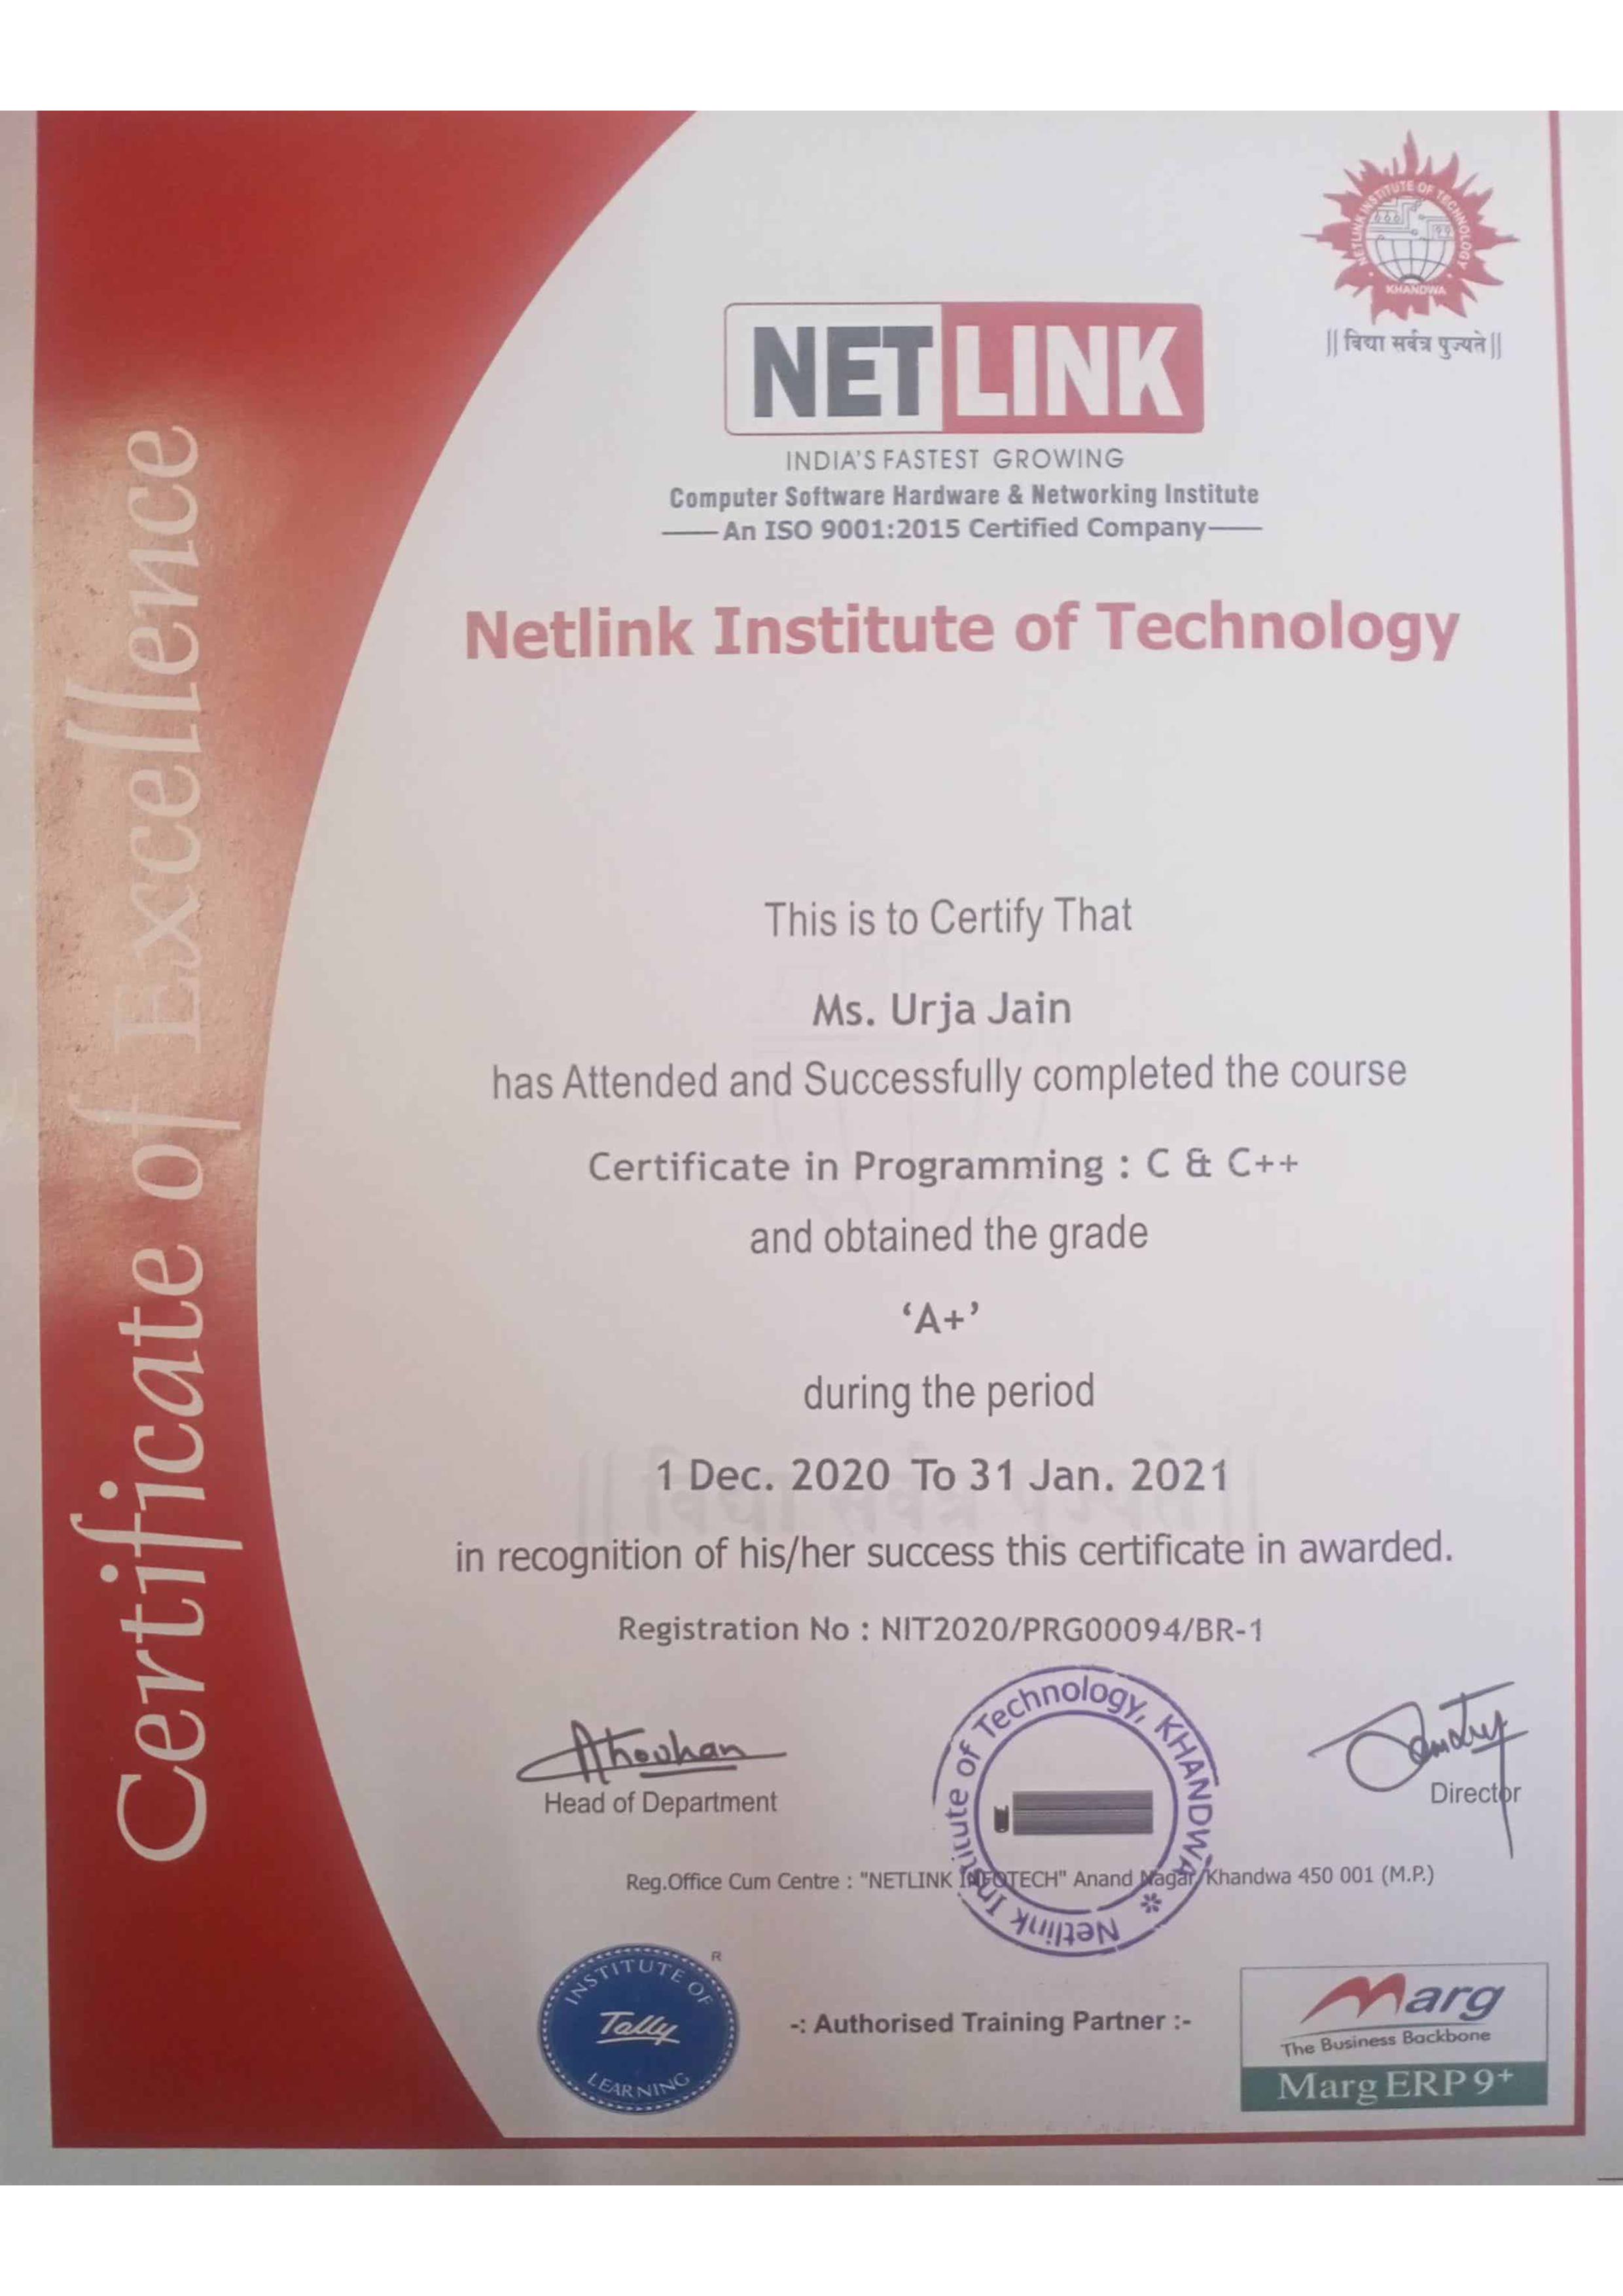 Certificate of Excellence
NETLINK INSTITUTE OF TECHNOLOGY
KHANDWA
|| विद्या सर्वत्र पुज्यते ||
NETLINK
INDIA'S FASTEST GROWING
Computer Software Hardware & Networking Institute
An ISO 9001:2015 Certified Company
Netlink Institute of Technology
This is to Certify That
Ms. Urja Jain
has Attended and Successfully completed the course
Certificate in Programming : C & C++
and obtained the grade
‘A+’
during the period
|| विद्या सर्वत्र पुज्यते ||
1 Dec. 2020 To 31 Jan. 2021
in recognition of his/her success this certificate in awarded.
Registration No : NIT2020/PRG00094/BR-1
Head of Department
Netlink Institute of Technology, KHANDWA *
Director
Reg.Office Cum Centre : "NETLINK INFOTECH" Anand Nagar, Khandwa 450 001 (M.P.)
INSTITUTE OF
R
Tally
LEARNING
-: Authorised Training Partner :-
Marg
The Business Backbone
Marg ERP 9+